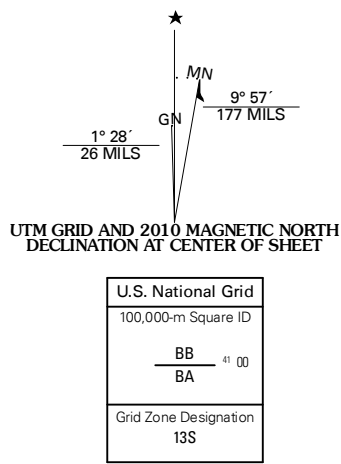 MN
GN
9° 57´
177 MILS
1° 28´
26 MILS
UTM GRID AND 2010 MAGNETIC NORTH
DECLINATION AT CENTER OF SHEET
U.S. National Grid
100,000-m Square ID
BB
BA
41 00
Grid Zone Designation
13S